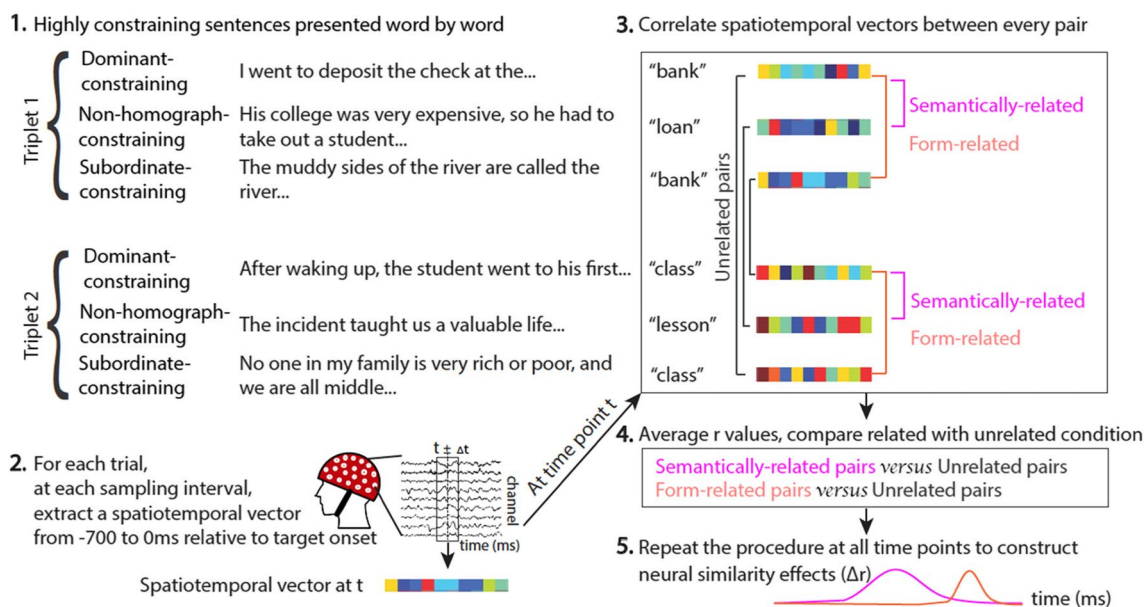 1. Highly constraining sentences presented word by word
Triplet 1
Dominant-
constraining
I went to deposit the check at the...
Non-homograph-
constraining
His college was very expensive, so he had to
take out a student...
Subordinate-
constraining
The muddy sides of the river are called the
river...
Triplet 2
Dominant-
constraining
After waking up, the student went to his first...
Non-homograph-
constraining
The incident taught us a valuable life...
Subordinate-
constraining
No one in my family is very rich or poor, and
we are all middle...
2. For each trial,
at each sampling interval,
extract a spatiotemporal vector
from -700 to 0ms relative to target onset
t ± Δt
channel
time (ms)
Spatiotemporal vector at t
At time point t
3. Correlate spatiotemporal vectors between every pair
"bank"
"loan"
"bank"
"class"
"lesson"
"class"
Unrelated pairs
Semantically-related
Form-related
Semantically-related
Form-related
4. Average r values, compare related with unrelated condition
Semantically-related pairs versus Unrelated pairs
Form-related pairs versus Unrelated pairs
5. Repeat the procedure at all time points to construct
neural similarity effects (Δr)
time (ms)